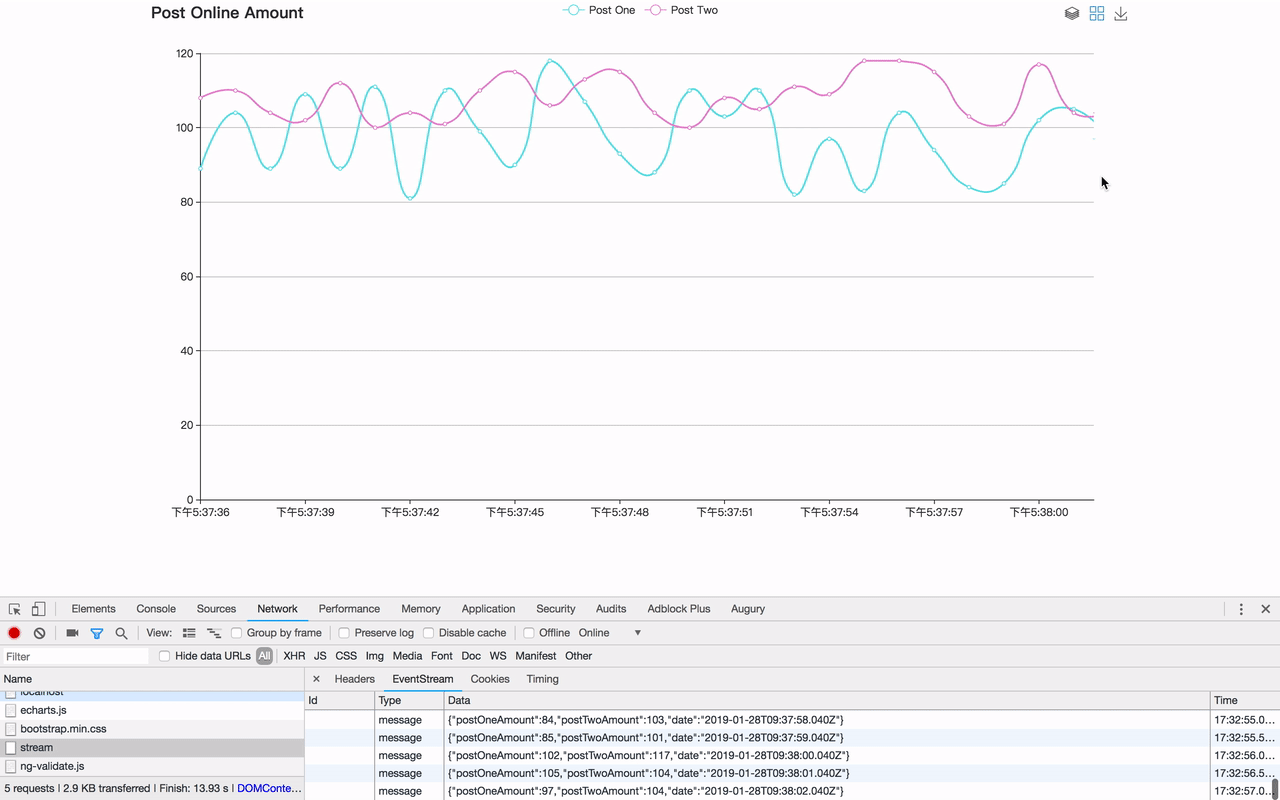 Post Online Amount
Post One
Post Two
120
100
80
60
40
20
0
下午5:37:36 下午5:37:39 下午5:37:42 下午5:37:45 下午5:37:48 下午5:37:51 下午5:37:54 下午5:37:57 下午5:38:00
Elements Console Sources Network Performance Memory Application Security Audits Adblock Plus Augury
View: Group by frame Preserve log Disable cache Offline Online
Filter Hide data URLs All XHR JS CSS Img Media Font Doc WS Manifest Other
Name Headers EventStream Cookies Timing
localhost
echarts.js
bootstrap.min.css
stream
ng-validate.js
5 requests | 2.9 KB transferred | Finish: 13.93 s | DOMConte...
Id Type Data Time
message {"postOneAmount":84,"postTwoAmount":103,"date":"2019-01-28T09:37:58.040Z"} 17:32:55.0...
message {"postOneAmount":85,"postTwoAmount":101,"date":"2019-01-28T09:37:59.040Z"} 17:32:55.5...
message {"postOneAmount":102,"postTwoAmount":117,"date":"2019-01-28T09:38:00.040Z"} 17:32:56.0...
message {"postOneAmount":105,"postTwoAmount":104,"date":"2019-01-28T09:38:01.040Z"} 17:32:56.5...
message {"postOneAmount":97,"postTwoAmount":104,"date":"2019-01-28T09:38:02.040Z"} 17:32:57.0...